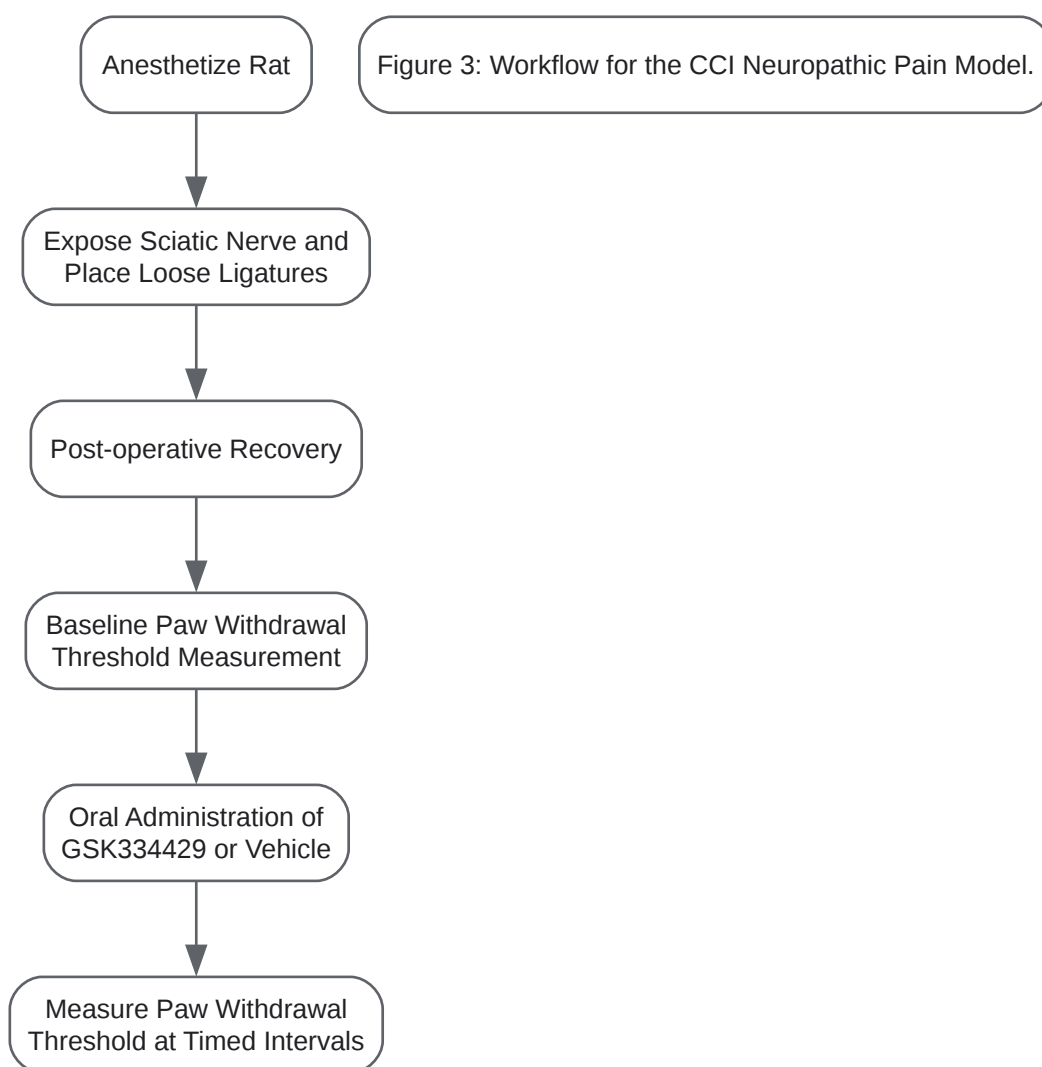 Anesthetize Rat
Figure 3: Workflow for the CCI Neuropathic Pain Model.
Expose Sciatic Nerve and
Place Loose Ligatures
Post-operative Recovery
Baseline Paw Withdrawal
Threshold Measurement
Oral Administration of
GSK334429 or Vehicle
Measure Paw Withdrawal
Threshold at Timed Intervals